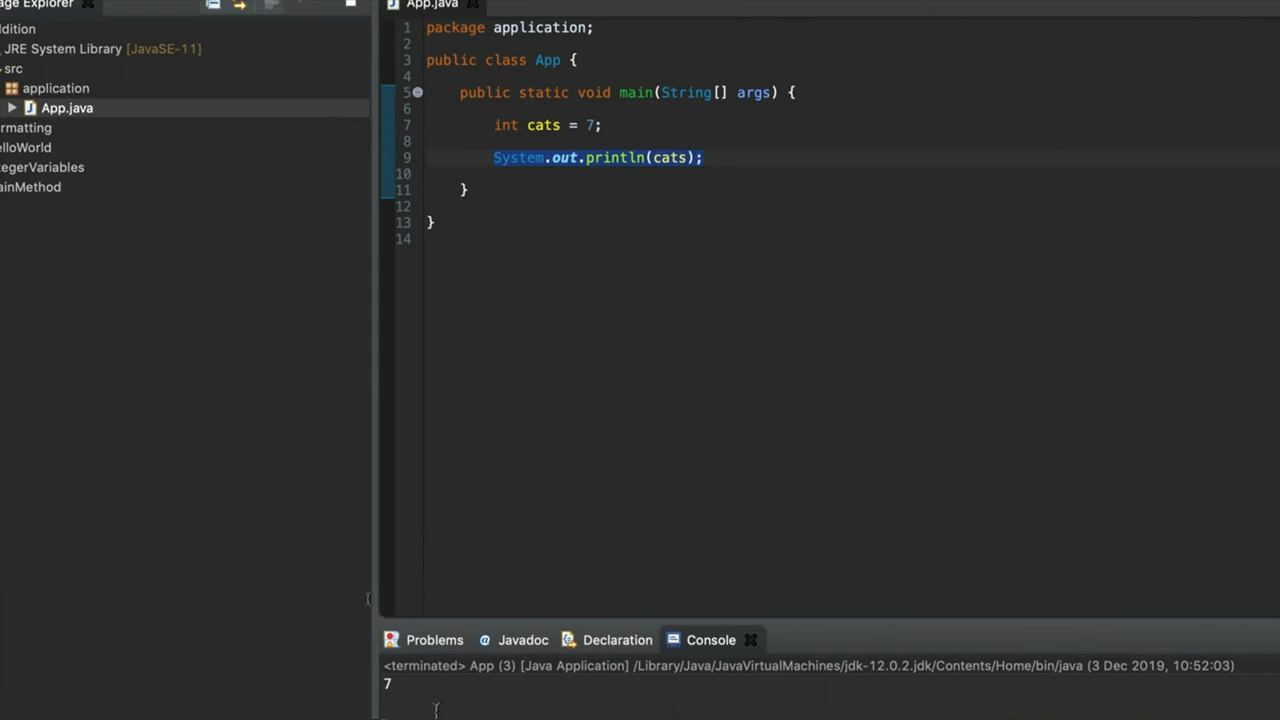 age Explorer
ddition
JRE System Library [JavaSE-11]
src
application
App.java
rmatting
elloWorld
tegerVariables
ainMethod
App.java
1 package application;
2
3 public class App {
4
5 public static void main(String[] args) {
6
7 int cats = 7;
8
9 System.out.println(cats);
10
11 }
12
13 }
14
Problems @ Javadoc Declaration Console
<terminated> App (3) [Java Application] /Library/Java/JavaVirtualMachines/jdk-12.0.2.jdk/Contents/Home/bin/java (3 Dec 2019, 10:52:03)
7